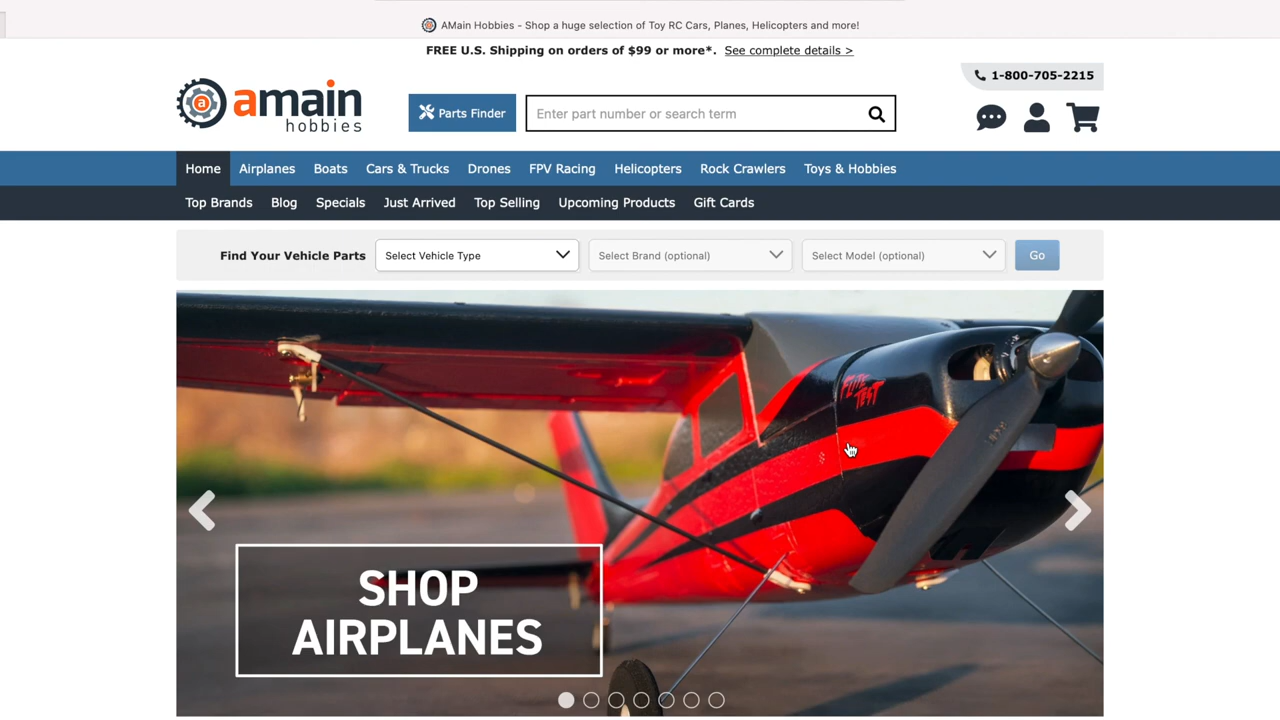 AMain Hobbies - Shop a huge selection of Toy RC Cars, Planes, Helicopters and more!
FREE U.S. Shipping on orders of $99 or more*. See complete details >
1-800-705-2215
amain
hobbies
a
Parts Finder
Enter part number or search term
Home Airplanes Boats Cars & Trucks Drones FPV Racing Helicopters Rock Crawlers Toys & Hobbies
Top Brands Blog Specials Just Arrived Top Selling Upcoming Products Gift Cards
Find Your Vehicle Parts Select Vehicle Type Select Brand (optional) Select Model (optional) Go
FLITE
TEST
SHOP
AIRPLANES